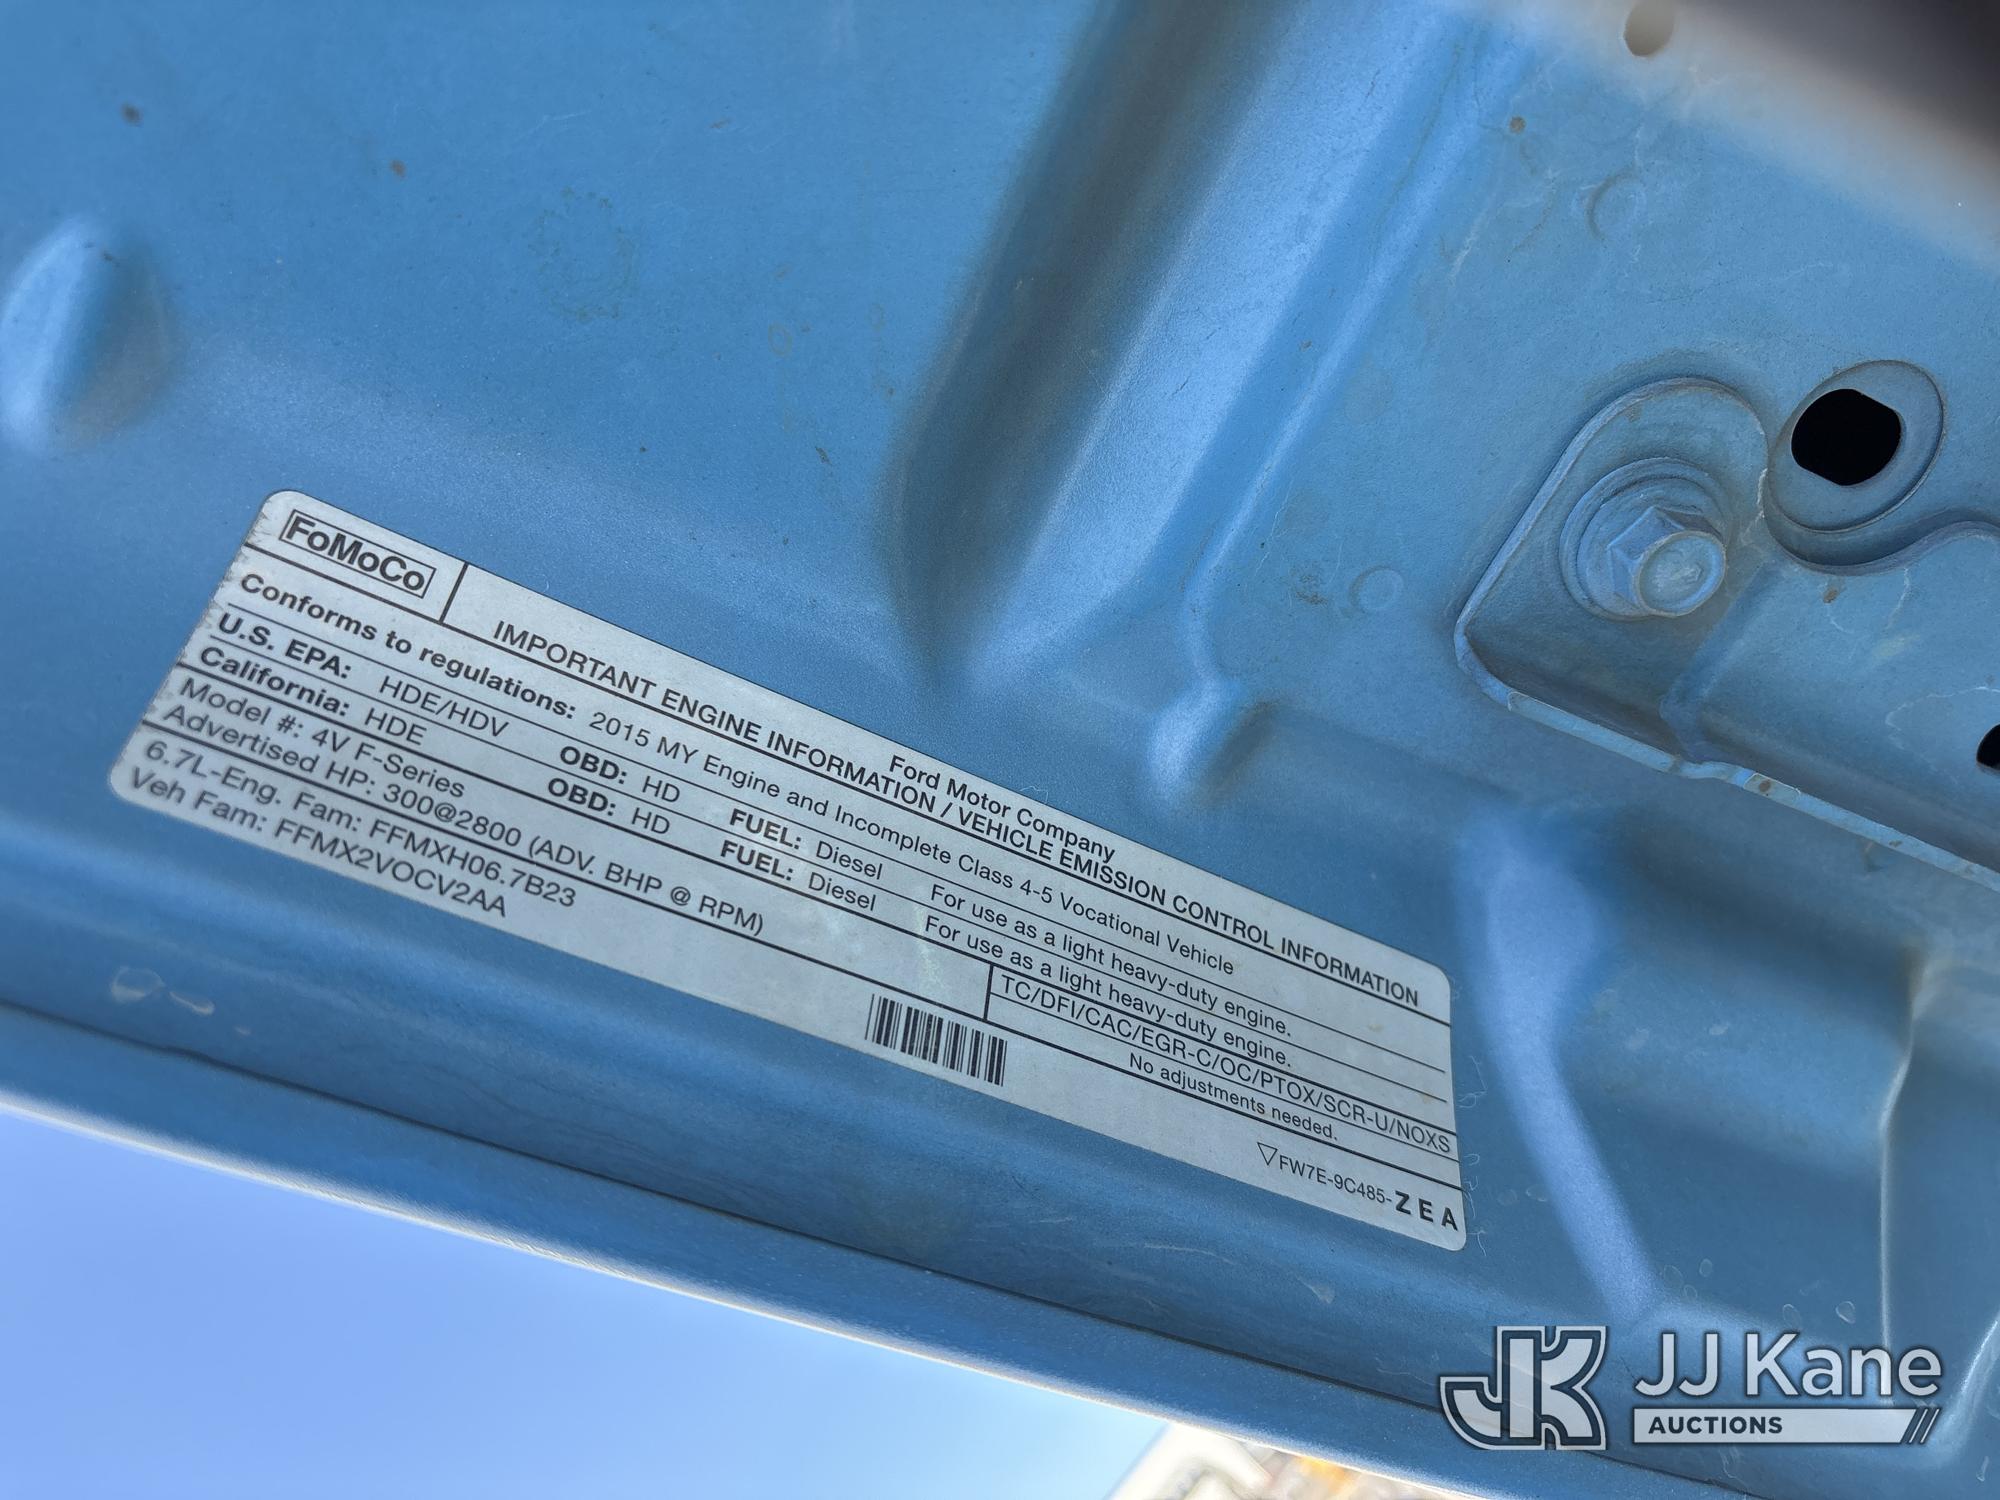 FoMoCo
Ford Motor Company
IMPORTANT ENGINE INFORMATION / VEHICLE EMISSION CONTROL INFORMATION
Conforms to regulations: 2015 MY Engine and Incomplete Class 4-5 Vocational Vehicle
U.S. EPA: HDE/HDV OBD: HD FUEL: Diesel For use as a light heavy-duty engine.
California: HDE OBD: HD FUEL: Diesel For use as a light heavy-duty engine.
Model #: 4V F-Series
TC/DFI/CAC/EGR-C/OC/PTOX/SCR-U/NOXS
Advertised HP: 300@2800 (ADV. BHP @ RPM)
No adjustments needed.
6.7L-Eng. Fam: FFMXH06.7B23
Veh Fam: FFMX2VOCV2AA
▽FW7E-9C485-ZEA
JK
JJ Kane
AUCTIONS